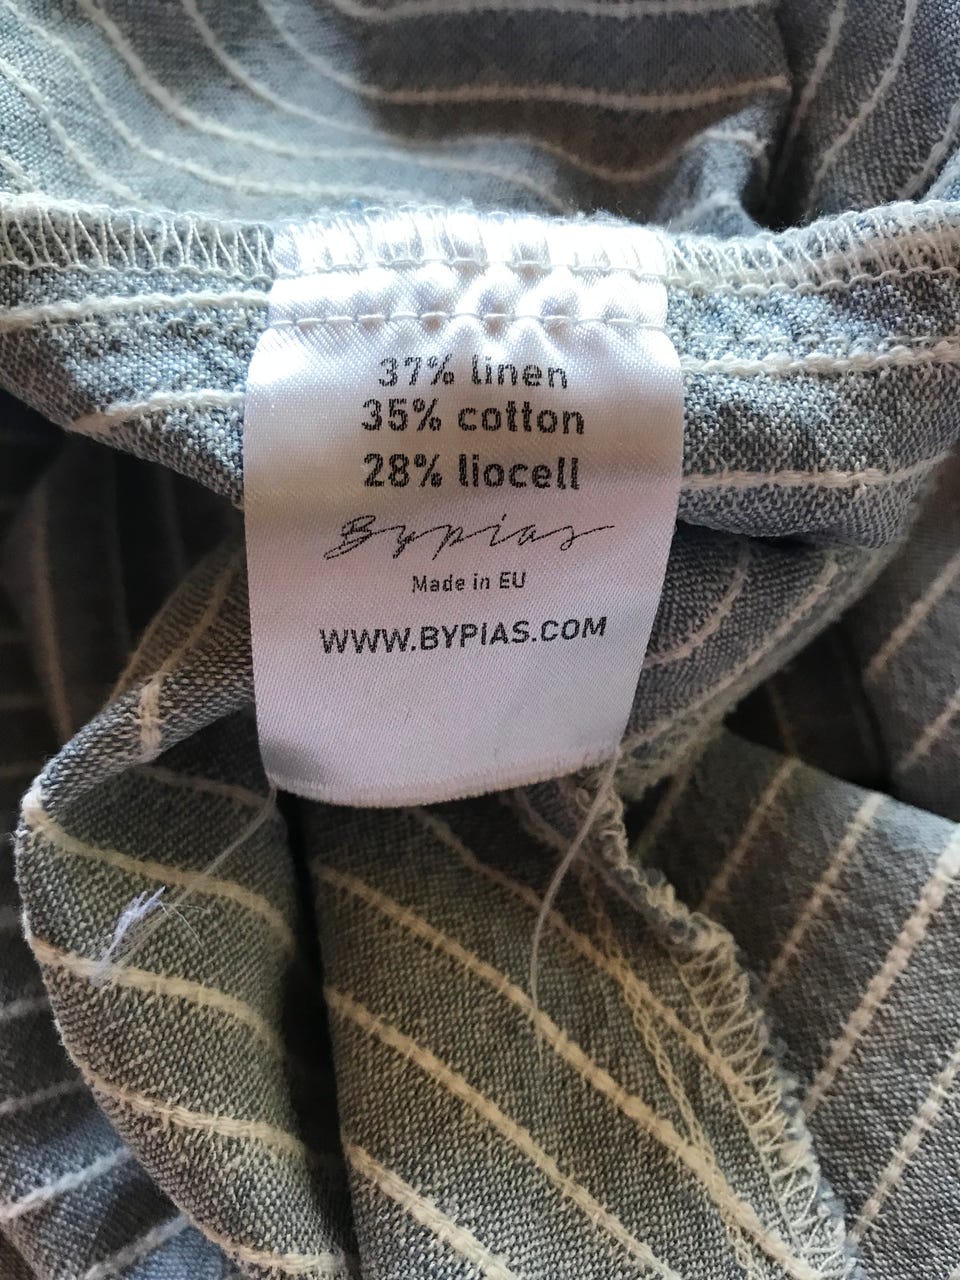 37% linen
35% cotton
28% liocell
Bypias
Made in EU
WWW.BYPIAS.COM